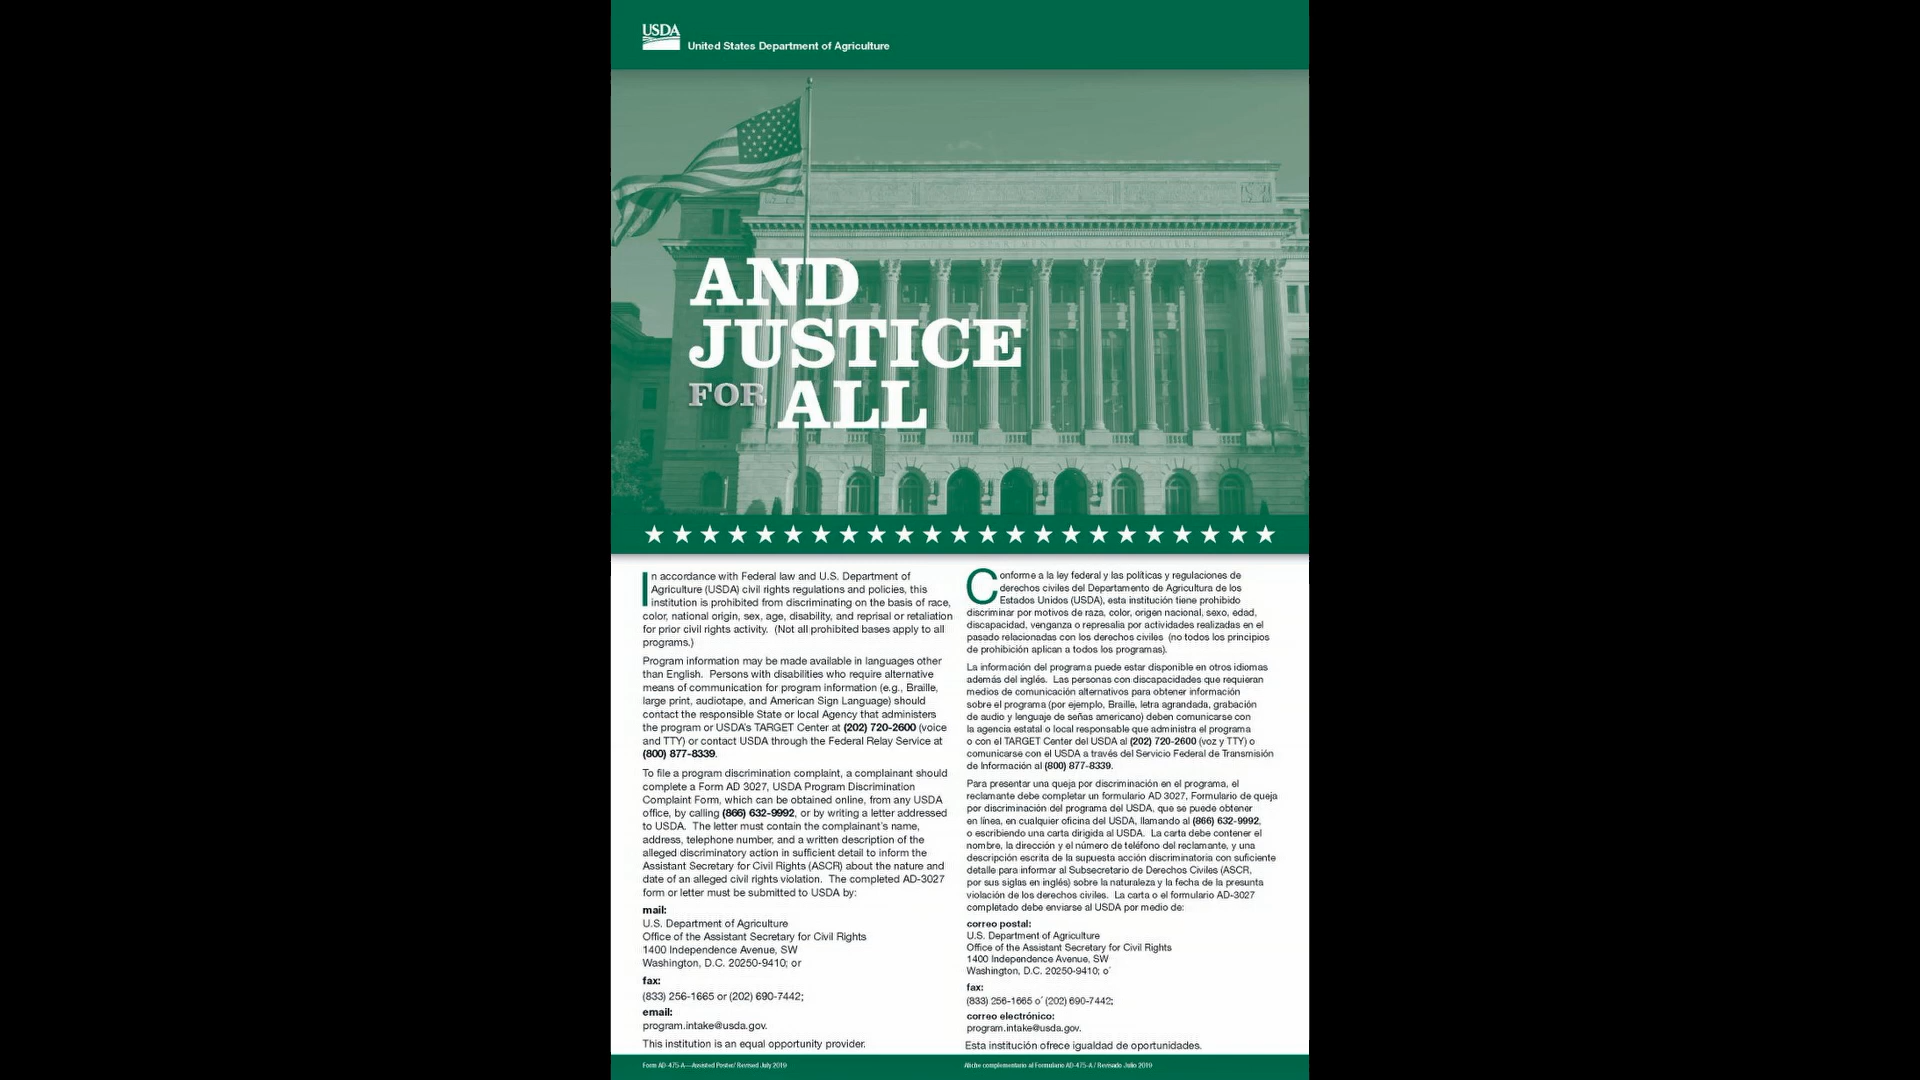 USDA
United States Department of Agriculture
UNITED STATES DEPARTMENT OF AGRICULTURE
AND
JUSTICE
FOR ALL
In accordance with Federal law and U.S. Department of
Agriculture (USDA) civil rights regulations and policies, this
institution is prohibited from discriminating on the basis of race,
color, national origin, sex, age, disability, and reprisal or retaliation
for prior civil rights activity.  (Not all prohibited bases apply to all
programs.)
Program information may be made available in languages other
than English.  Persons with disabilities who require alternative
means of communication for program information (e.g., Braille,
large print, audiotape, and American Sign Language) should
contact the responsible State or local Agency that administers
the program or USDA's TARGET Center at (202) 720-2600 (voice
and TTY) or contact USDA through the Federal Relay Service at
(800) 877-8339.
To file a program discrimination complaint, a complainant should
complete a Form AD 3027, USDA Program Discrimination
Complaint Form, which can be obtained online, from any USDA
office, by calling (866) 632-9992, or by writing a letter addressed
to USDA.  The letter must contain the complainant's name,
address, telephone number, and a written description of the
alleged discriminatory action in sufficient detail to inform the
Assistant Secretary for Civil Rights (ASCR) about the nature and
date of an alleged civil rights violation.  The completed AD-3027
form or letter must be submitted to USDA by:
mail:
U.S. Department of Agriculture
Office of the Assistant Secretary for Civil Rights
1400 Independence Avenue, SW
Washington, D.C. 20250-9410; or
fax:
(833) 256-1665 or (202) 690-7442;
email:
program.intake@usda.gov.
This institution is an equal opportunity provider.
Conforme a la ley federal y las políticas y regulaciones de
derechos civiles del Departamento de Agricultura de los
Estados Unidos (USDA), esta institución tiene prohibido
discriminar por motivos de raza, color, origen nacional, sexo, edad,
discapacidad, venganza o represalia por actividades realizadas en el
pasado relacionadas con los derechos civiles  (no todos los principios
de prohibición aplican a todos los programas).
La información del programa puede estar disponible en otros idiomas
además del inglés.  Las personas con discapacidades que requieran
medios de comunicación alternativos para obtener información
sobre el programa (por ejemplo, Braille, letra agrandada, grabación
de audio y lenguaje de señas americano) deben comunicarse con
la agencia estatal o local responsable que administra el programa
o con el TARGET Center del USDA al (202) 720-2600 (voz y TTY) o
comunicarse con el USDA a través del Servicio Federal de Transmisión
de Información al (800) 877-8339.
Para presentar una queja por discriminación en el programa, el
reclamante debe completar un formulario AD 3027, Formulario de queja
por discriminación del programa del USDA, que se puede obtener
en línea, en cualquier oficina del USDA, llamando al (866) 632-9992,
o escribiendo una carta dirigida al USDA.  La carta debe contener el
nombre, la dirección y el número de teléfono del reclamante, y una
descripción escrita de la supuesta acción discriminatoria con suficiente
detalle para informar al Subsecretario de Derechos Civiles (ASCR,
por sus siglas en inglés) sobre la naturaleza y la fecha de la presunta
violación de los derechos civiles.  La carta o el formulario AD-3027
completado debe enviarse al USDA por medio de:
correo postal:
U.S. Department of Agriculture
Office of the Assistant Secretary for Civil Rights
1400 Independence Avenue, SW
Washington, D.C. 20250-9410; o´
fax:
(833) 256-1665 o´ (202) 690-7442;
correo electrónico:
program.intake@usda.gov.
Esta institución ofrece igualdad de oportunidades.
Form AD-475-A—Assisted Poster/ Revised July 2019
Afiche complementario al Formulario AD-475-A / Revisado Julio 2019